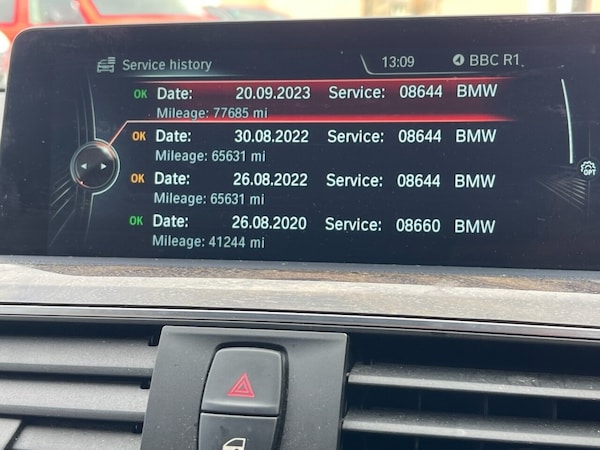 Service history 13:09 BBC R1
OK Date: 20.09.2023 Service: 08644 BMW
Mileage: 77685 mi
OK Date: 30.08.2022 Service: 08644 BMW
Mileage: 65631 mi
OK Date: 26.08.2022 Service: 08644 BMW
Mileage: 65631 mi
OK Date: 26.08.2020 Service: 08660 BMW
Mileage: 41244 mi
OPT